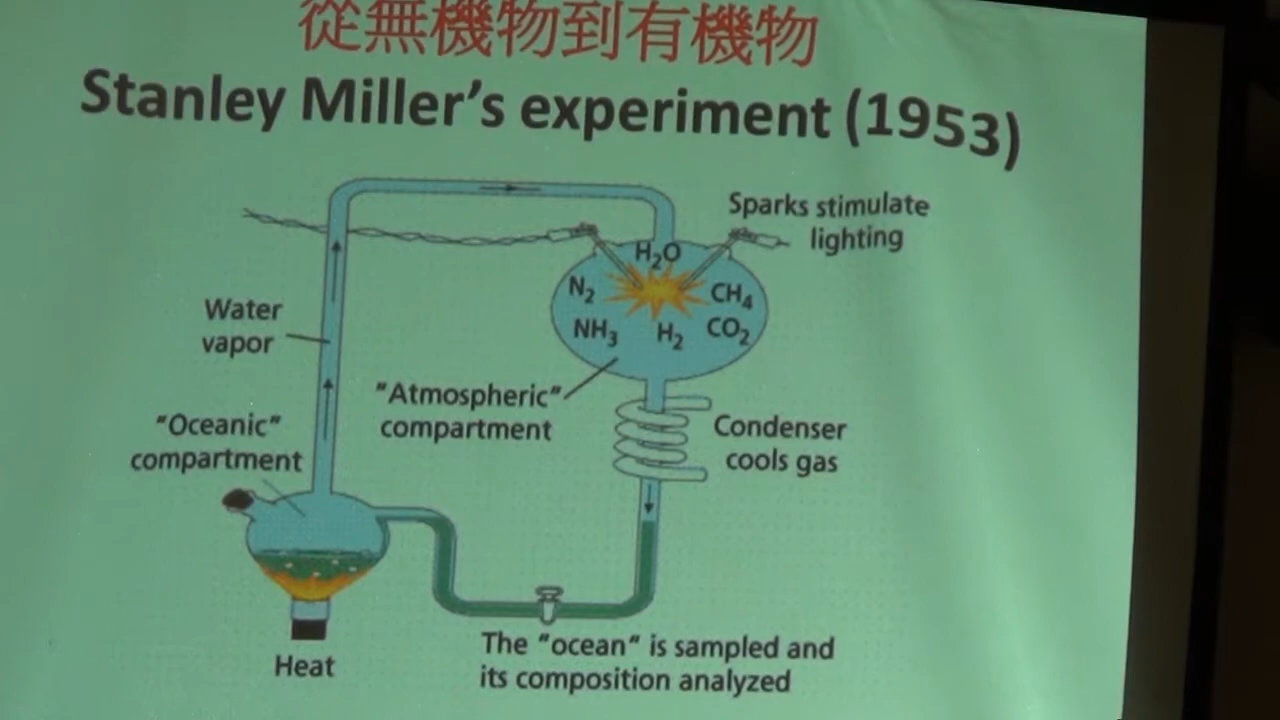 從無機物到有機物
Stanley Miller's experiment (1953)
Sparks stimulate
lighting
H₂O
N₂
CH₄
NH₃
H₂
CO₂
Water
vapor
"Atmospheric"
compartment
"Oceanic"
compartment
Condenser
cools gas
The "ocean" is sampled and
its composition analyzed
Heat